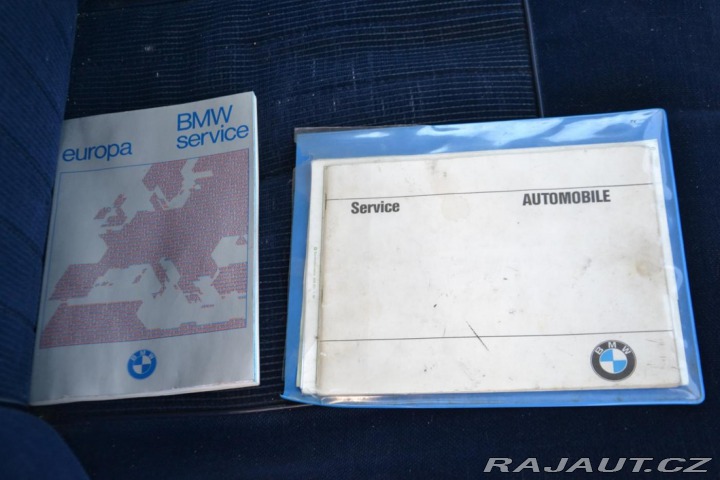 BMW
europa service
BMW
Service AUTOMOBILE
BMW
RAJAUT.CZ